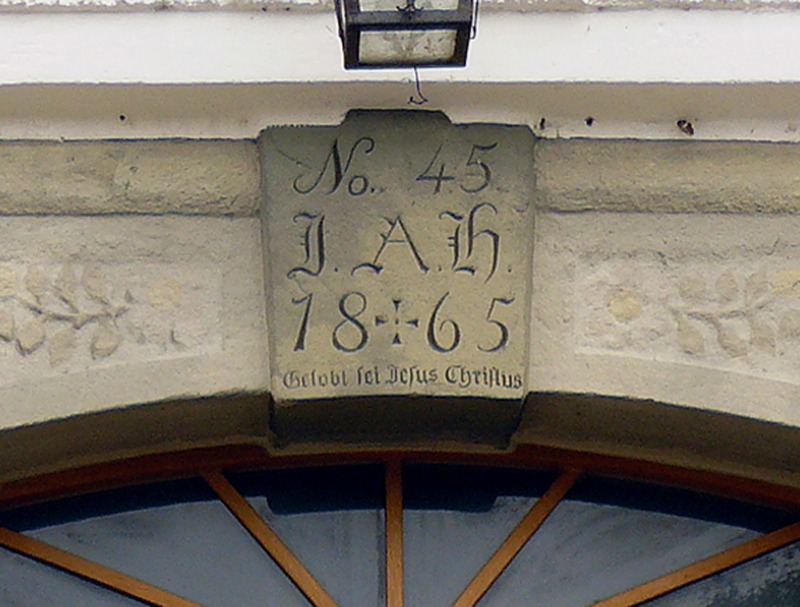 No. 45
J. A. H.
18 ✢ 65
Gelobt sei Jesus Christus